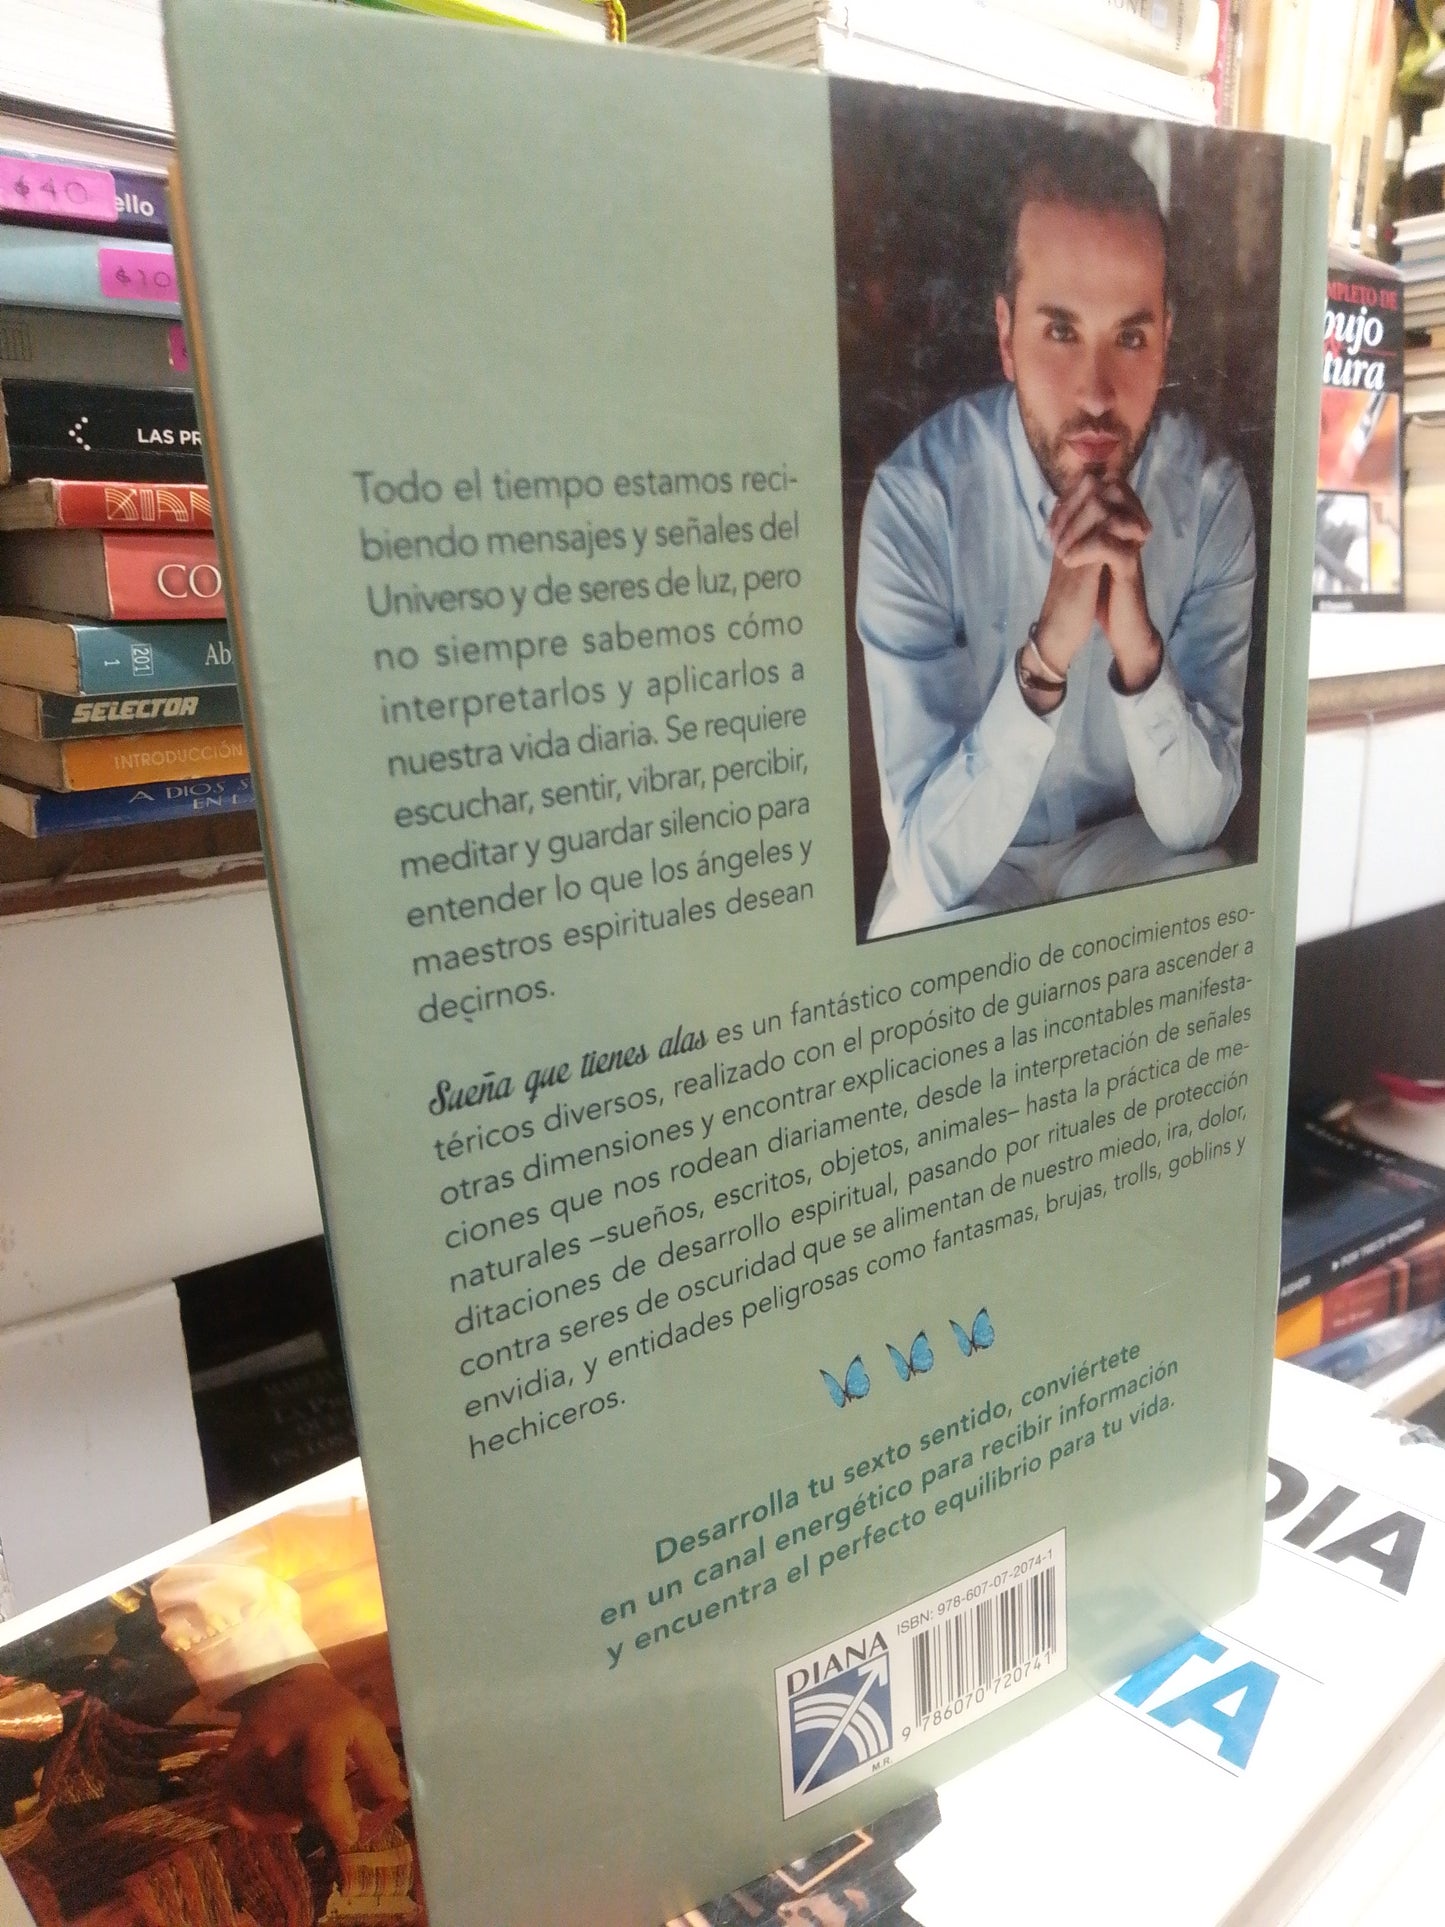 $40
ello
$10
LAS PR
CO
201
1
Ab
SELECTOR
INTRODUCCIÓN
A DIOS
EN
MPLETO DE
bujo
tura
Todo el tiempo estamos reci-
biendo mensajes y señales del
Universo y de seres de luz, pero
no siempre sabemos cómo
interpretarlos y aplicarlos a
nuestra vida diaria. Se requiere
escuchar, sentir, vibrar, percibir,
meditar y guardar silencio para
entender lo que los ángeles y
maestros espirituales desean
decirnos.
Sueña que tienes alas es un fantástico compendio de conocimientos eso-
téricos diversos, realizado con el propósito de guiarnos para ascender a
otras dimensiones y encontrar explicaciones a las incontables manifesta-
ciones que nos rodean diariamente, desde la interpretación de señales
naturales –sueños, escritos, objetos, animales– hasta la práctica de me-
ditaciones de desarrollo espiritual, pasando por rituales de protección
contra seres de oscuridad que se alimentan de nuestro miedo, ira, dolor,
envidia, y entidades peligrosas como fantasmas, brujas, trolls, goblins y
hechiceros.
Desarrolla tu sexto sentido, conviértete
en un canal energético para recibir información
y encuentra el perfecto equilibrio para tu vida.
DIANA
M.R.
ISBN: 978-607-07-2074-1
9 786070 720741
DIA
TA